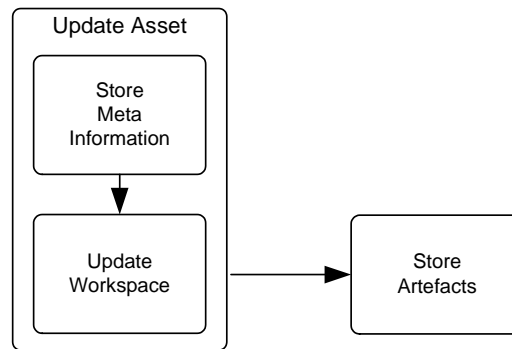 Update Asset
Store
Meta
Information
Update
Workspace
Store
Artefacts